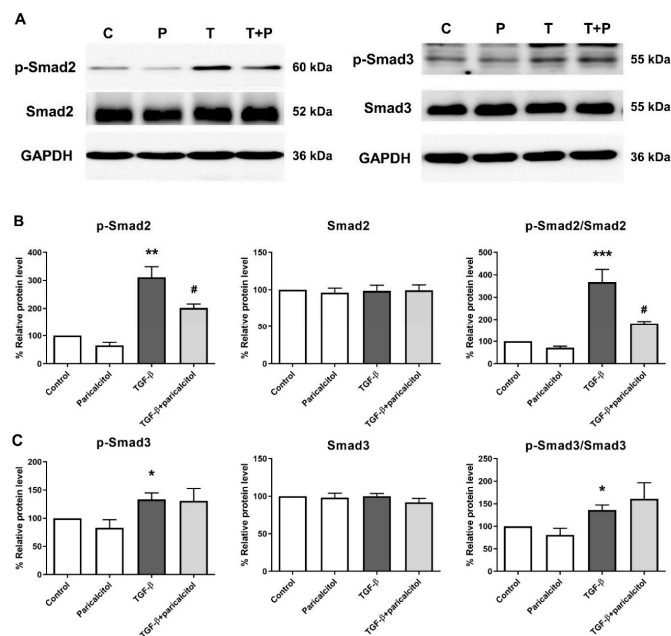 A
C P T T+P
p-Smad2 60 kDa
Smad2 52 kDa
GAPDH 36 kDa
C P T T+P
p-Smad3 55 kDa
Smad3 55 kDa
GAPDH 36 kDa
B
p-Smad2
% Relative protein level
400
300
200
100
0
**
#
Control
Paricalcitol
TGF-β
TGF-β+paricalcitol
Smad2
% Relative protein level
150
100
50
0
Control
Paricalcitol
TGF-β
TGF-β+paricalcitol
p-Smad2/Smad2
% Relative protein level
500
400
300
200
100
0
***
#
Control
Paricalcitol
TGF-β
TGF-β+paricalcitol
C
p-Smad3
% Relative protein level
200
150
100
50
0
*
Control
Paricalcitol
TGF-β
TGF-β+paricalcitol
Smad3
% Relative protein level
150
100
50
0
Control
Paricalcitol
TGF-β
TGF-β+paricalcitol
p-Smad3/Smad3
% Relative protein level
250
200
150
100
50
0
*
Control
Paricalcitol
TGF-β
TGF-β+paricalcitol